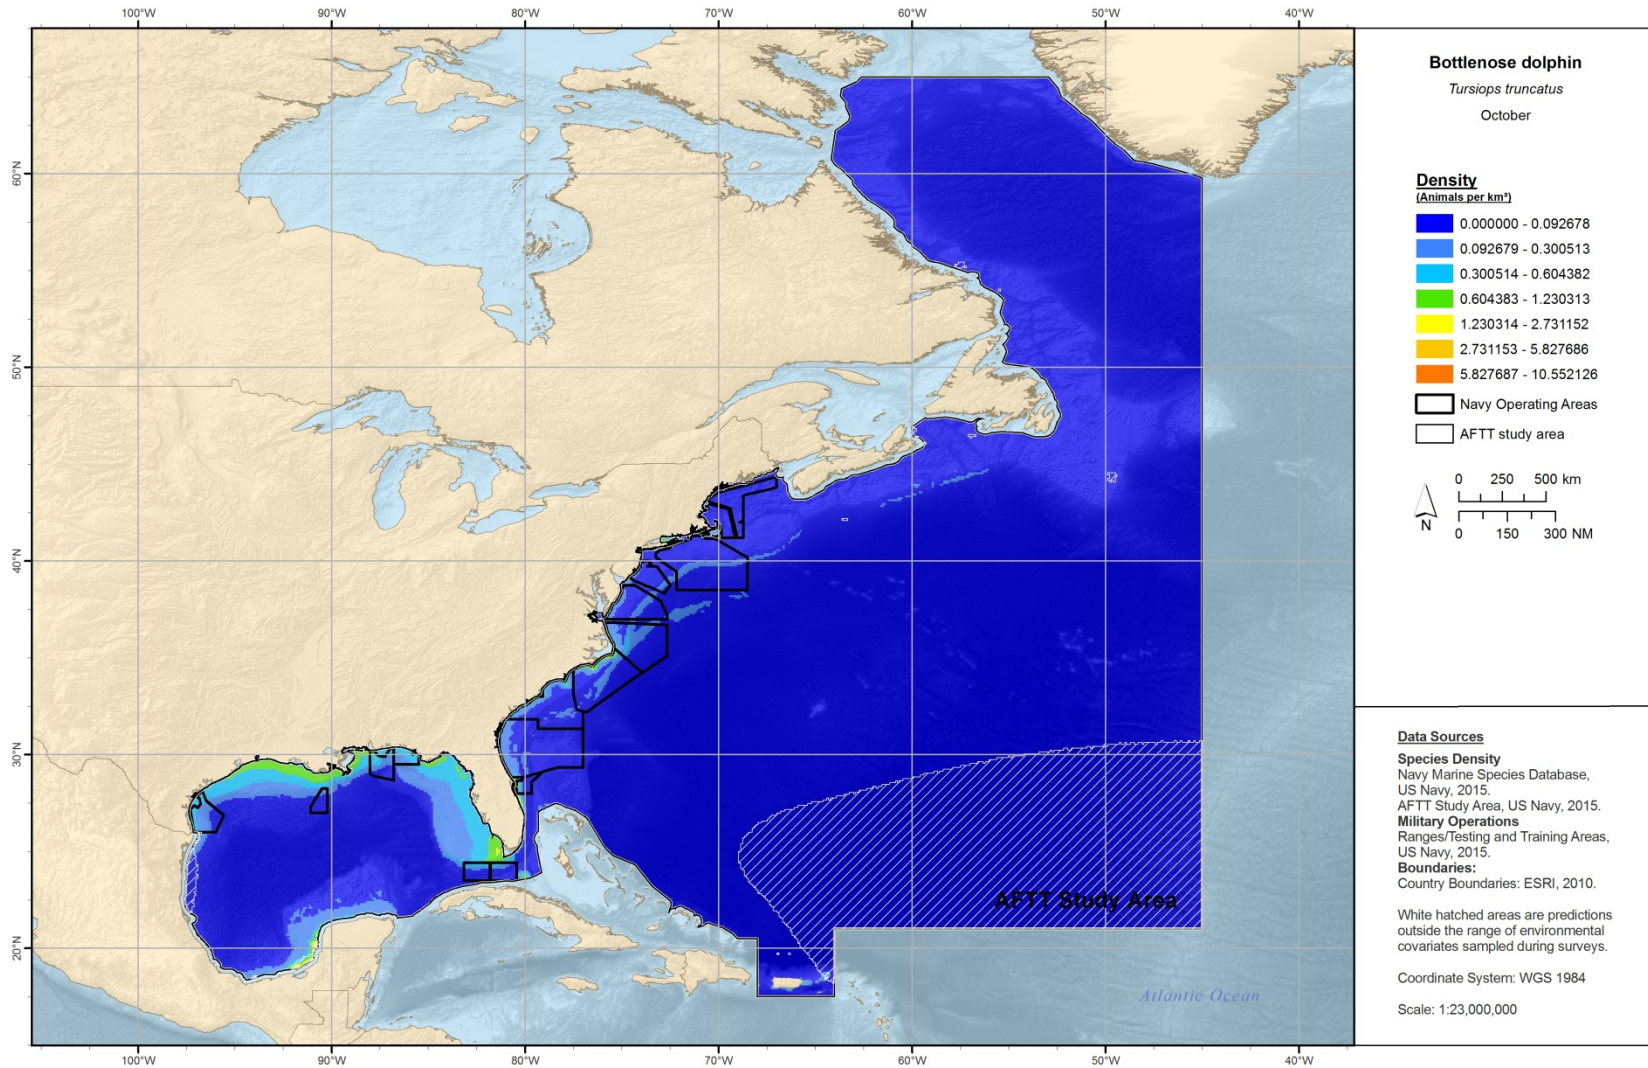 100°W 90°W 80°W 70°W 60°W 50°W 40°W
60°N
50°N
40°N
30°N
20°N
AFTT Study Area
Atlantic Ocean
100°W 90°W 80°W 70°W 60°W 50°W 40°W
Bottlenose dolphin
Tursiops truncatus
October
Density
(Animals per km²)
0.000000 - 0.092678
0.092679 - 0.300513
0.300514 - 0.604382
0.604383 - 1.230313
1.230314 - 2.731152
2.731153 - 5.827686
5.827687 - 10.552126
Navy Operating Areas
AFTT study area
0 250 500 km
0 150 300 NM
N
Data Sources
Species Density
Navy Marine Species Database,
US Navy, 2015.
AFTT Study Area, US Navy, 2015.
Military Operations
Ranges/Testing and Training Areas,
US Navy, 2015.
Boundaries:
Country Boundaries: ESRI, 2010.
White hatched areas are predictions
outside the range of environmental
covariates sampled during surveys.
Coordinate System: WGS 1984
Scale: 1:23,000,000